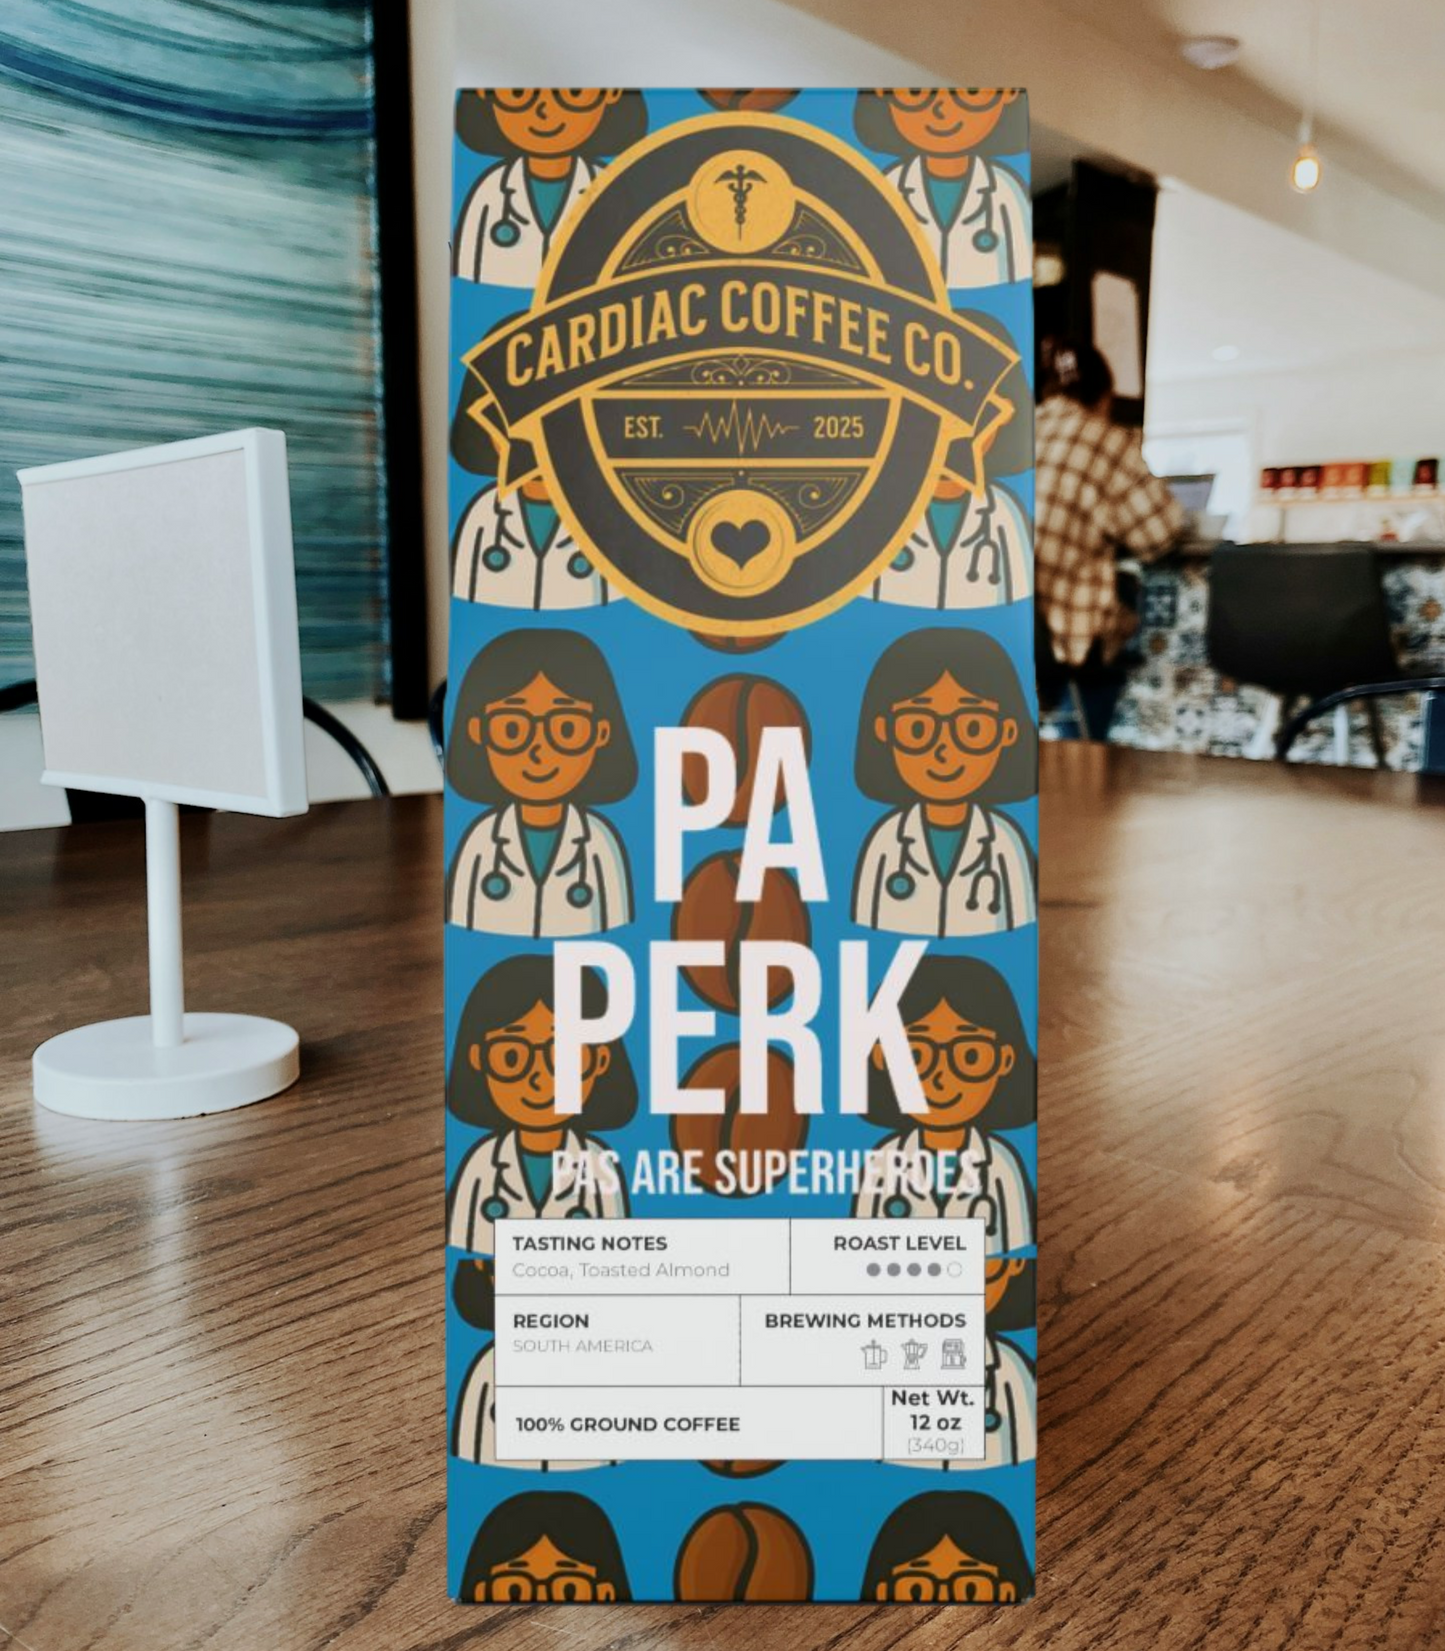 CARDIAC COFFEE CO.
EST. 2025
PA
PERK
PAS ARE SUPERHEROES
TASTING NOTES
Cocoa, Toasted Almond
ROAST LEVEL
REGION
SOUTH AMERICA
BREWING METHODS
100% GROUND COFFEE
Net Wt.
12 oz
(340g)